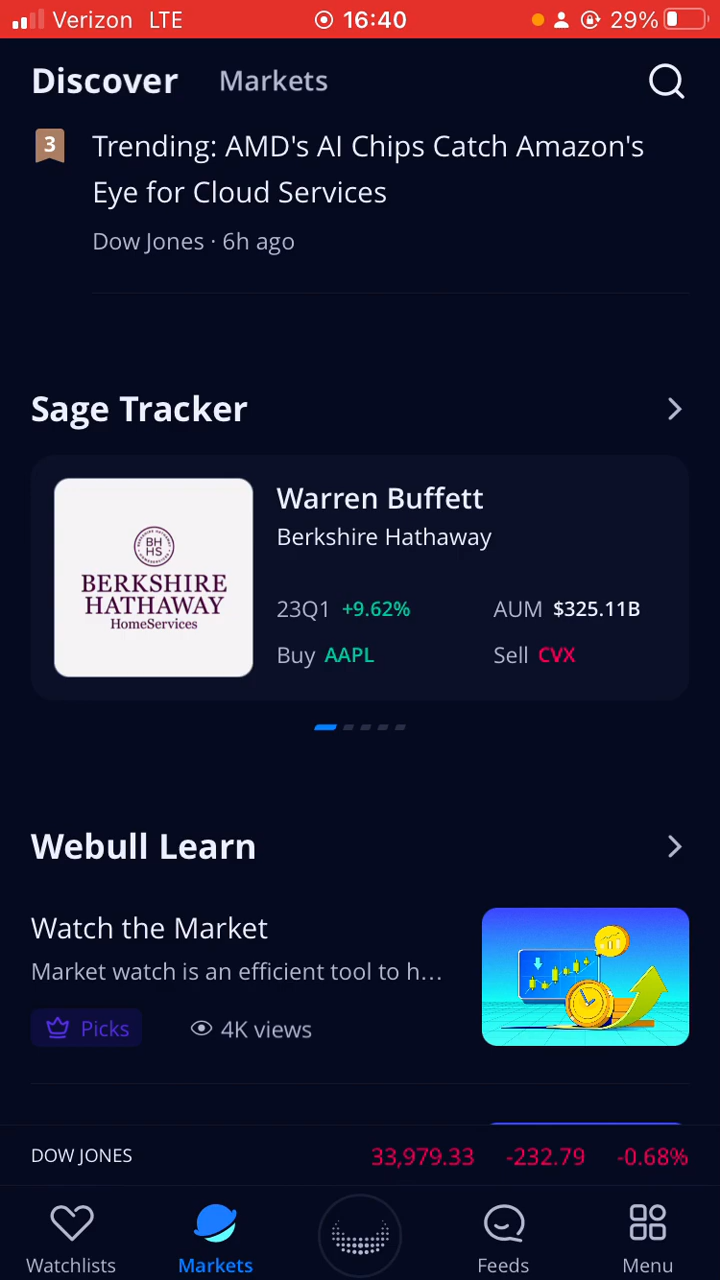 Verizon LTE 16:40 29%
Discover Markets
3 Trending: AMD's AI Chips Catch Amazon's
Eye for Cloud Services
Dow Jones · 6h ago
Sage Tracker
BH
HS
BERKSHIRE
HATHAWAY
HomeServices
Warren Buffett
Berkshire Hathaway
23Q1 +9.62% AUM $325.11B
Buy AAPL Sell CVX
Webull Learn
Watch the Market
Market watch is an efficient tool to h...
Picks 4K views
DOW JONES 33,979.33 -232.79 -0.68%
Watchlists Markets Feeds Menu